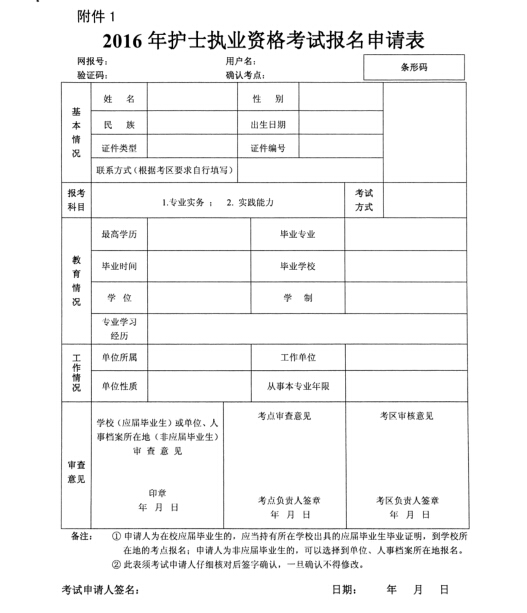 附件 1
2016 年护士执业资格考试报名申请表
网报号： 用户名： 条形码
验证码： 确认考点：
基本情况
姓 名 性 别
民 族 出生日期
证件类型 证件编号
联系方式（根据考区要求自行填写）
报考科目 1.专业实务 ； 2. 实践能力 考试方式
教育情况
最高学历 毕业专业
毕业时间 毕业学校
学 位 学 制
专业学习经历
工作情况
单位所属 工作单位
单位性质 从事本专业年限
审查意见
学校（应届毕业生）或单位、人
事档案所在地（非应届毕业生）
审 查 意 见
印章
年 月 日
考点审查意见
考点负责人签章
年 月 日
考区审核意见
考区负责人签章
年 月 日
备注： ① 申请人为在校应届毕业生的，应当持有所在学校出具的应届毕业生毕业证明，到学校所
在地的考点报名；申请人为非应届毕业生的，可以选择到单位、人事档案所在地报名。
② 此表须考试申请人仔细核对后签字确认，一旦确认不得修改。
考试申请人签名： 日期： 年 月 日